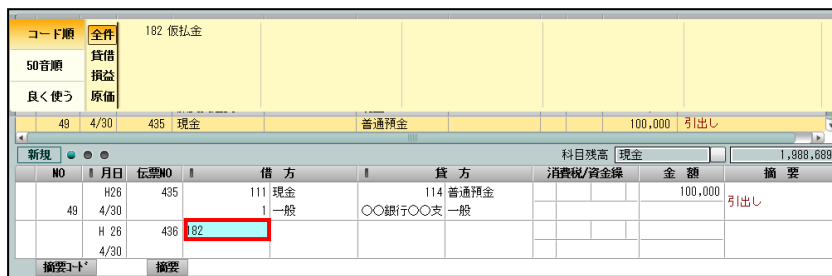 コード順 全件 182 仮払金
貸借
50音順
損益
良く使う 原価
49 4/30 435 現金 普通預金 100,000 引出し
新規 科目残高 現金 1,988,689
NO 月日 伝票NO 借 方 貸 方 消費税/資金繰 金 額 摘 要
H26 435 111 現金 114 普通預金 100,000
引出し
49 4/30 1 一般 〇〇銀行〇〇支 一般
H 26 436 182
4/30
摘要コード 摘要